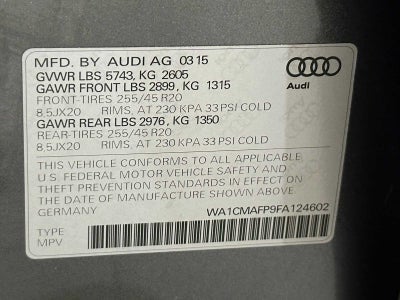 MFD. BY AUDI AG 03 15
GVWR LBS 5743, KG 2605
GAWR FRONT LBS 2899, KG 1315
FRONT-TIRES 255/45 R20
8.5JX20 RIMS, AT 230 KPA 33 PSI COLD
GAWR REAR LBS 2976, KG 1350
REAR-TIRES 255/45 R20
8.5JX20 RIMS, AT 230 KPA 33 PSI COLD
THIS VEHICLE CONFORMS TO ALL APPLICABLE
U.S. FEDERAL MOTOR VEHICLE SAFETY AND
THEFT PREVENTION STANDARDS IN EFFECT ON
THE DATE OF MANUFACTURE SHOWN ABOVE.
GERMANY
WA1CMAFP9FA124602
TYPE
MPV
Audi